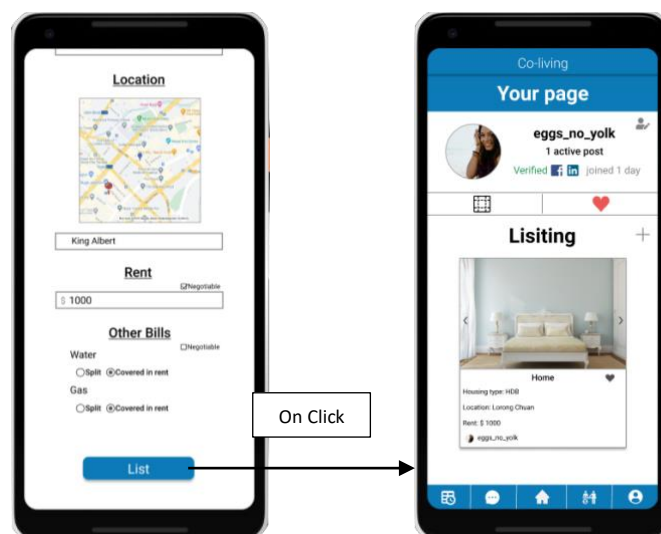 Location
King Albert
Rent
Negotiable
$ 1000
Other Bills
Negotiable
Water
Split Covered in rent
Gas
Split Covered in rent
List
On Click
Co-living
Your page
eggs_no_yolk
1 active post
Verified joined 1 day
Lisiting
Home
Housing type: HDB
Location: Lorong Chuan
Rent: $ 1000
eggs_no_yolk